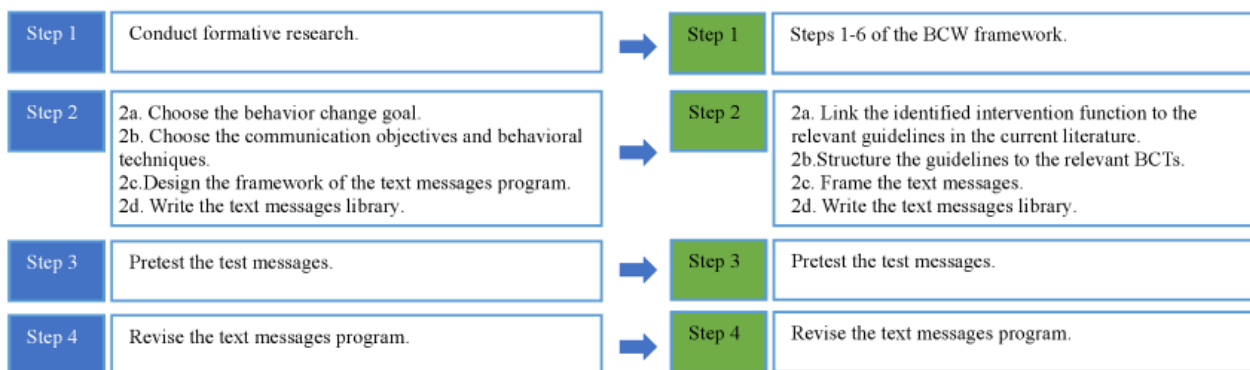 Step 1
Conduct formative research.
Step 1
Steps 1-6 of the BCW framework.
Step 2
2a. Choose the behavior change goal.
2b. Choose the communication objectives and behavioral
techniques.
2c.Design the framework of the text messages program.
2d. Write the text messages library.
Step 2
2a. Link the identified intervention function to the
relevant guidelines in the current literature.
2b.Structure the guidelines to the relevant BCTs.
2c. Frame the text messages.
2d. Write the text messages library.
Step 3
Pretest the test messages.
Step 3
Pretest the test messages.
Step 4
Revise the text messages program.
Step 4
Revise the text messages program.